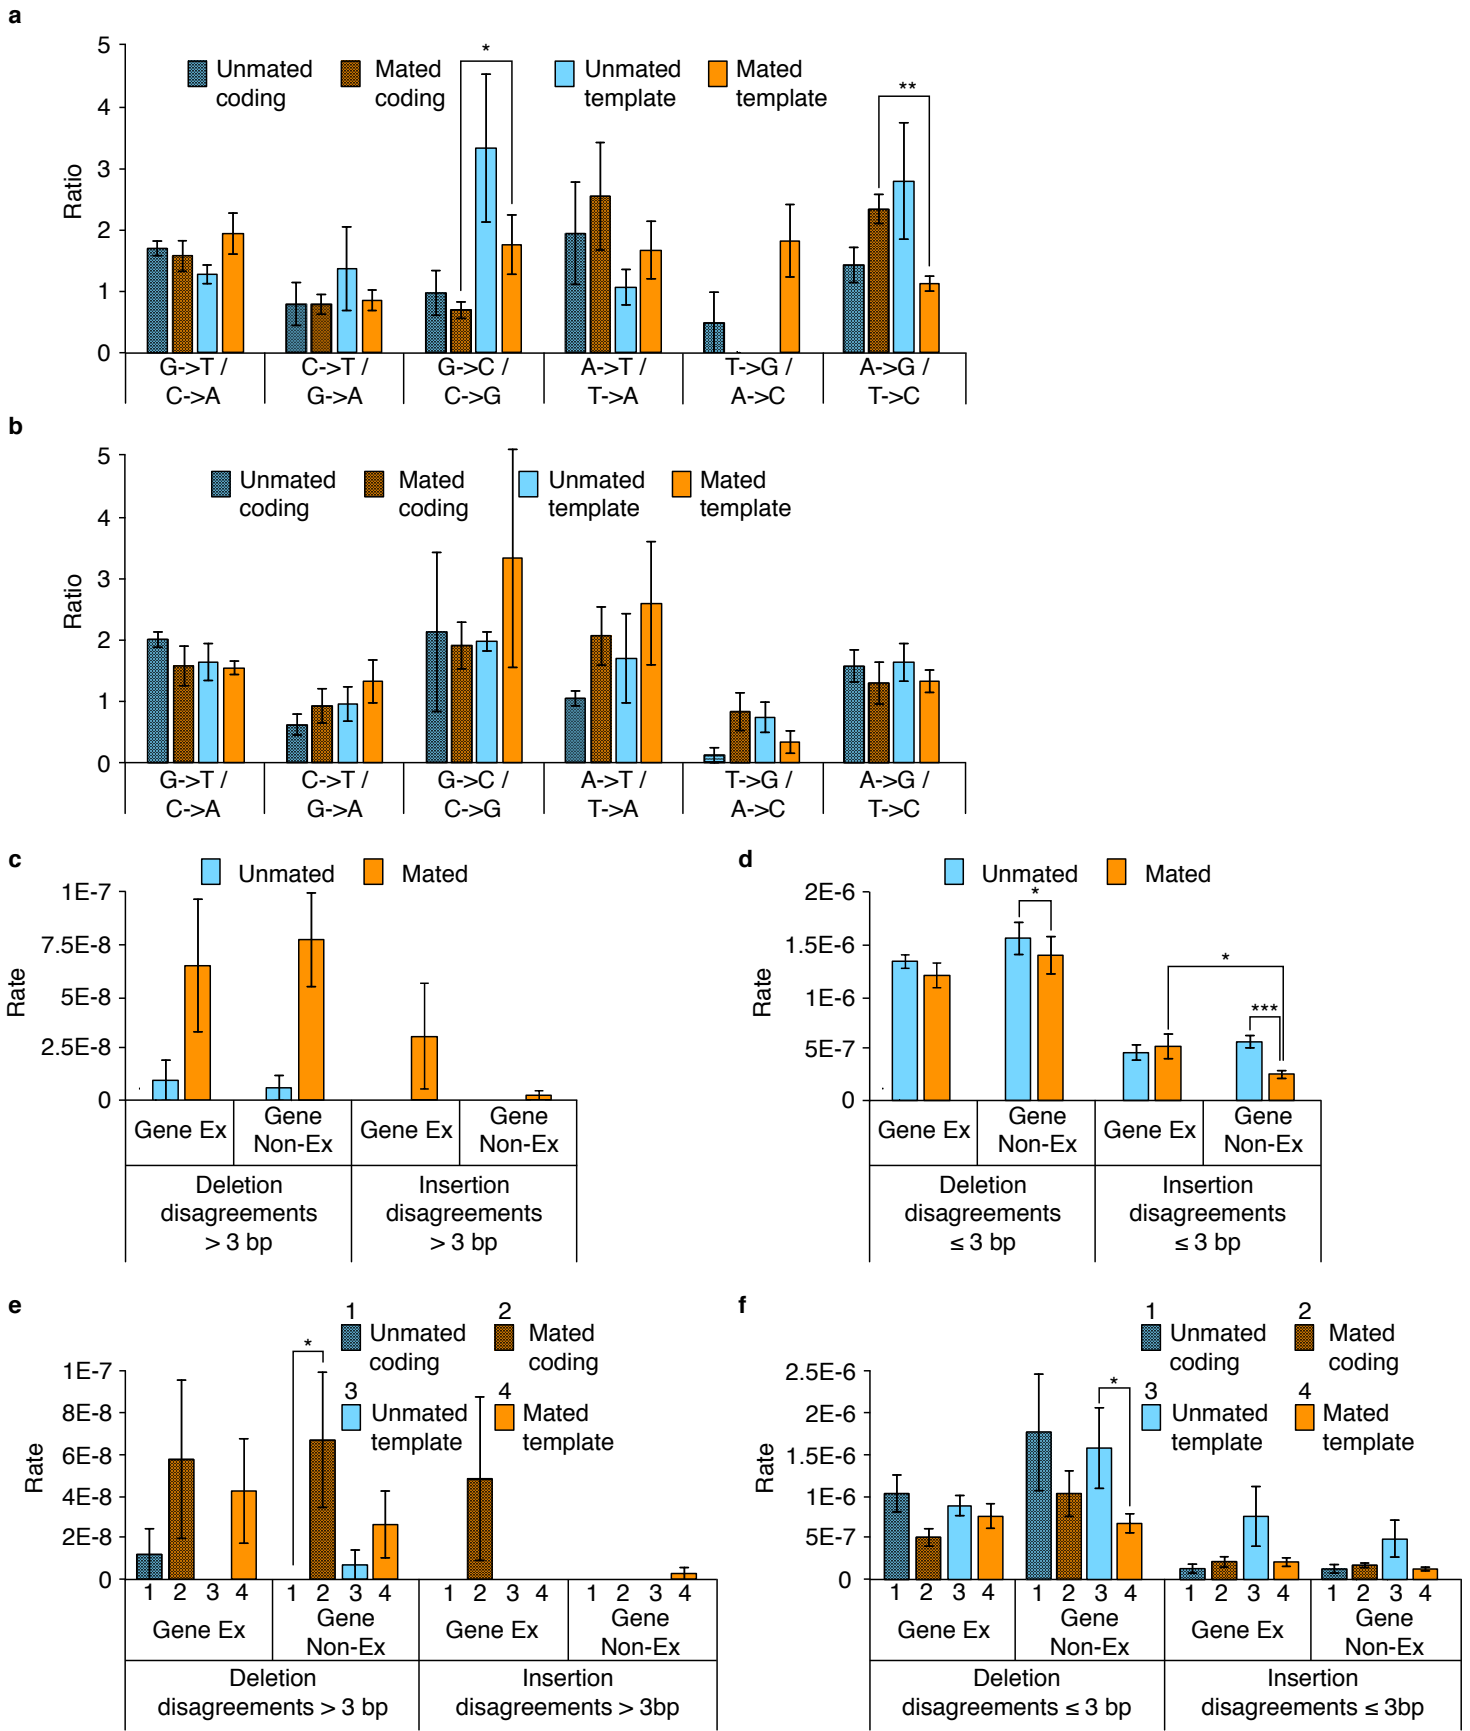 a
5
4
3
2
1
0
Ratio
Unmated coding
Mated coding
Unmated template
Mated template
*
**
G->T / C->A
C->T / G->A
G->C / C->G
A->T / T->A
T->G / A->C
A->G / T->C
b
5
4
3
2
1
0
Ratio
Unmated coding
Mated coding
Unmated template
Mated template
G->T / C->A
C->T / G->A
G->C / C->G
A->T / T->A
T->G / A->C
A->G / T->C
c
Unmated
Mated
1E-7
7.5E-8
5E-8
2.5E-8
0
Rate
Gene Ex
Gene Non-Ex
Gene Ex
Gene Non-Ex
Deletion disagreements > 3 bp
Insertion disagreements > 3 bp
d
Unmated
Mated
2E-6
1.5E-6
1E-6
5E-7
0
Rate
*
*
***
Gene Ex
Gene Non-Ex
Gene Ex
Gene Non-Ex
Deletion disagreements ≤ 3 bp
Insertion disagreements ≤ 3 bp
e
1 Unmated coding
2 Mated coding
3 Unmated template
4 Mated template
1E-7
8E-8
6E-8
4E-8
2E-8
0
Rate
*
1 2 3 4 1 2 3 4 1 2 3 4 1 2 3 4
Gene Ex
Gene Non-Ex
Gene Ex
Gene Non-Ex
Deletion disagreements > 3 bp
Insertion disagreements > 3bp
f
1 Unmated coding
2 Mated coding
3 Unmated template
4 Mated template
2.5E-6
2E-6
1.5E-6
1E-6
5E-7
0
Rate
*
1 2 3 4 1 2 3 4 1 2 3 4 1 2 3 4
Gene Ex
Gene Non-Ex
Gene Ex
Gene Non-Ex
Deletion disagreements ≤ 3 bp
Insertion disagreements ≤ 3bp